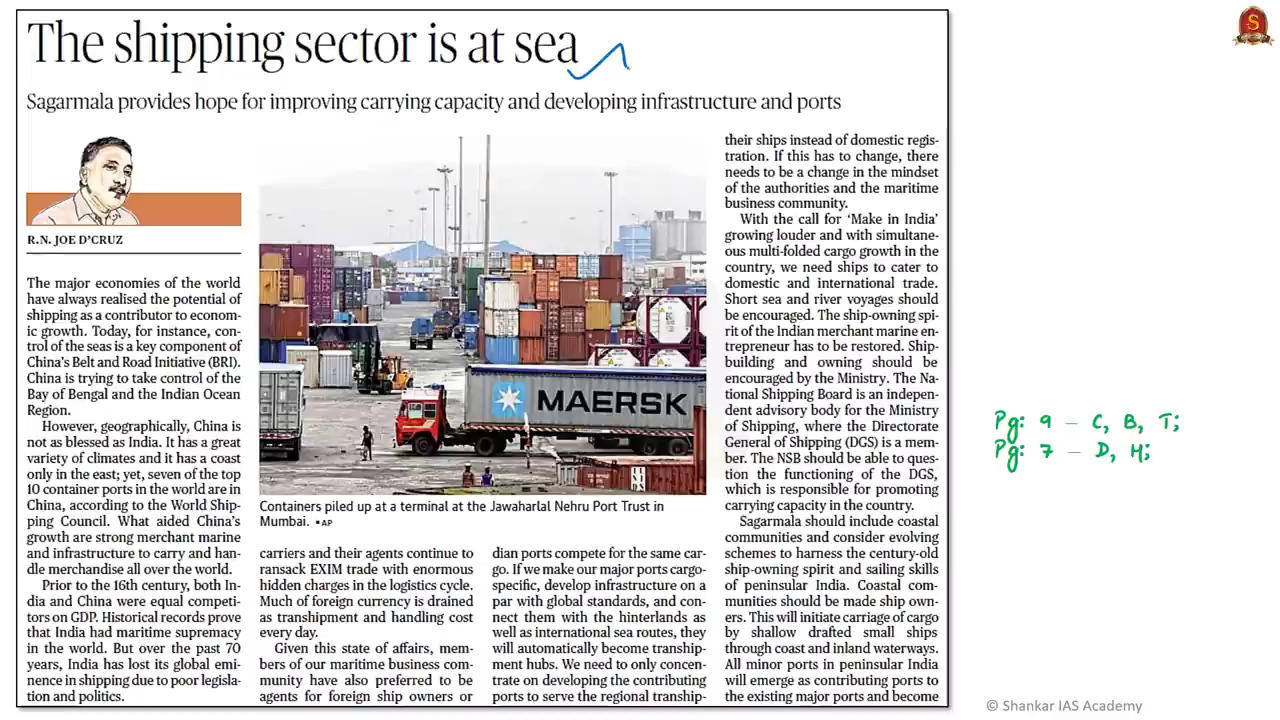 The shipping sector is at sea
Sagarmala provides hope for improving carrying capacity and developing infrastructure and ports
R.N. JOE D'CRUZ
The major economies of the world
have always realised the potential of
shipping as a contributor to econom-
ic growth. Today, for instance, con-
trol of the seas is a key component of
China's Belt and Road Initiative (BRI).
China is trying to take control of the
Bay of Bengal and the Indian Ocean
Region.
However, geographically, China is
not as blessed as India. It has a great
variety of climates and it has a coast
only in the east; yet, seven of the top
10 container ports in the world are in
China, according to the World Ship-
ping Council. What aided China's
growth are strong merchant marine
and infrastructure to carry and han-
dle merchandise all over the world.
Prior to the 16th century, both In-
dia and China were equal competi-
tors on GDP. Historical records prove
that India had maritime supremacy
in the world. But over the past 70
years, India has lost its global emi-
nence in shipping due to poor legisla-
tion and politics.
MAERSK
Containers piled up at a terminal at the Jawaharlal Nehru Port Trust in
Mumbai. ▪AP
carriers and their agents continue to
ransack EXIM trade with enormous
hidden charges in the logistics cycle.
Much of foreign currency is drained
as transhipment and handling cost
every day.
Given this state of affairs, mem-
bers of our maritime business com-
munity have also preferred to be
agents for foreign ship owners or
dian ports compete for the same car-
go. If we make our major ports cargo-
specific, develop infrastructure on a
par with global standards, and con-
nect them with the hinterlands as
well as international sea routes, they
will automatically become tranship-
ment hubs. We need to only concen-
trate on developing the contributing
ports to serve the regional tranship-
their ships instead of domestic regis-
tration. If this has to change, there
needs to be a change in the mindset
of the authorities and the maritime
business community.
With the call for 'Make in India'
growing louder and with simultane-
ous multi-folded cargo growth in the
country, we need ships to cater to
domestic and international trade.
Short sea and river voyages should
be encouraged. The ship-owning spi-
rit of the Indian merchant marine en-
trepreneur has to be restored. Ship-
building and owning should be
encouraged by the Ministry. The Na-
tional Shipping Board is an indepen-
dent advisory body for the Ministry
of Shipping, where the Directorate
General of Shipping (DGS) is a mem-
ber. The NSB should be able to ques-
tion the functioning of the DGS,
which is responsible for promoting
carrying capacity in the country.
Sagarmala should include coastal
communities and consider evolving
schemes to harness the century-old
ship-owning spirit and sailing skills
of peninsular India. Coastal com-
munities should be made ship own-
ers. This will initiate carriage of cargo
by shallow drafted small ships
through coast and inland waterways.
All minor ports in peninsular India
will emerge as contributing ports to
the existing major ports and become
Pg: 9 – C, B, T;
Pg: 7 – D, H;
© Shankar IAS Academy